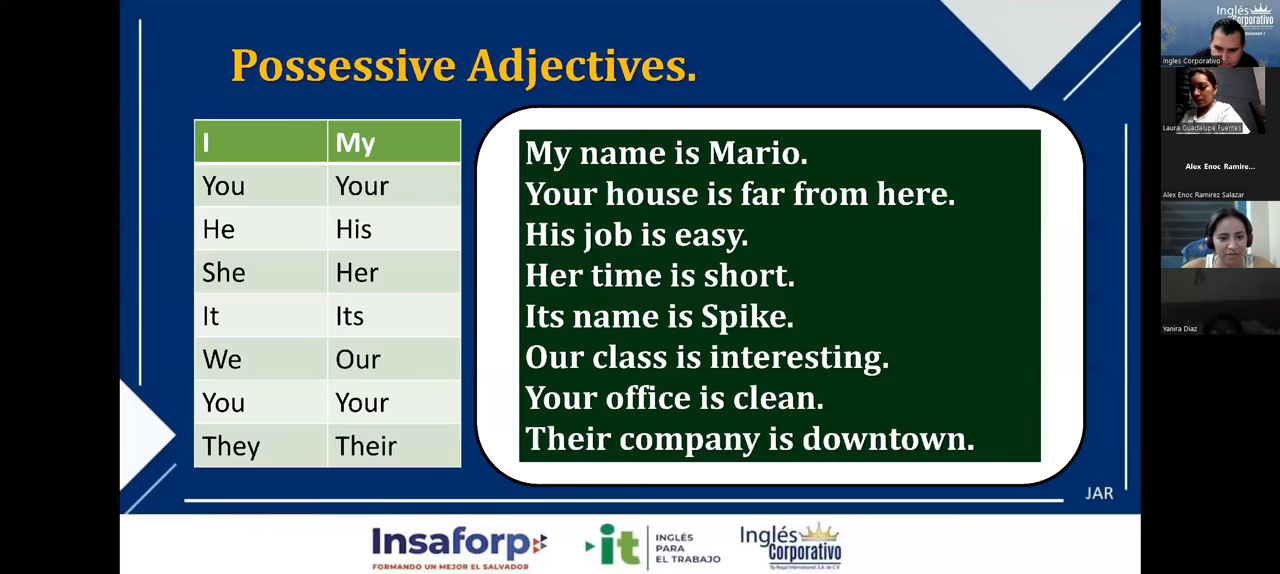 Possessive Adjectives.
I My
You Your
He His
She Her
It Its
We Our
You Your
They Their
My name is Mario.
Your house is far from here.
His job is easy.
Her time is short.
Its name is Spike.
Our class is interesting.
Your office is clean.
Their company is downtown.
JAR
Insaforp
FORMANDO UN MEJOR EL SALVADOR
it
INGLÉS
PARA
EL TRABAJO
Inglés
Corporativo
By Regal International, S.A. de C.V.
Inglés
Corporativo
Ingles Corporativo
Laura Guadalupe Fuentes
Alex Enoc Ramire...
Alex Enoc Ramirez Salazar
Yanira Diaz